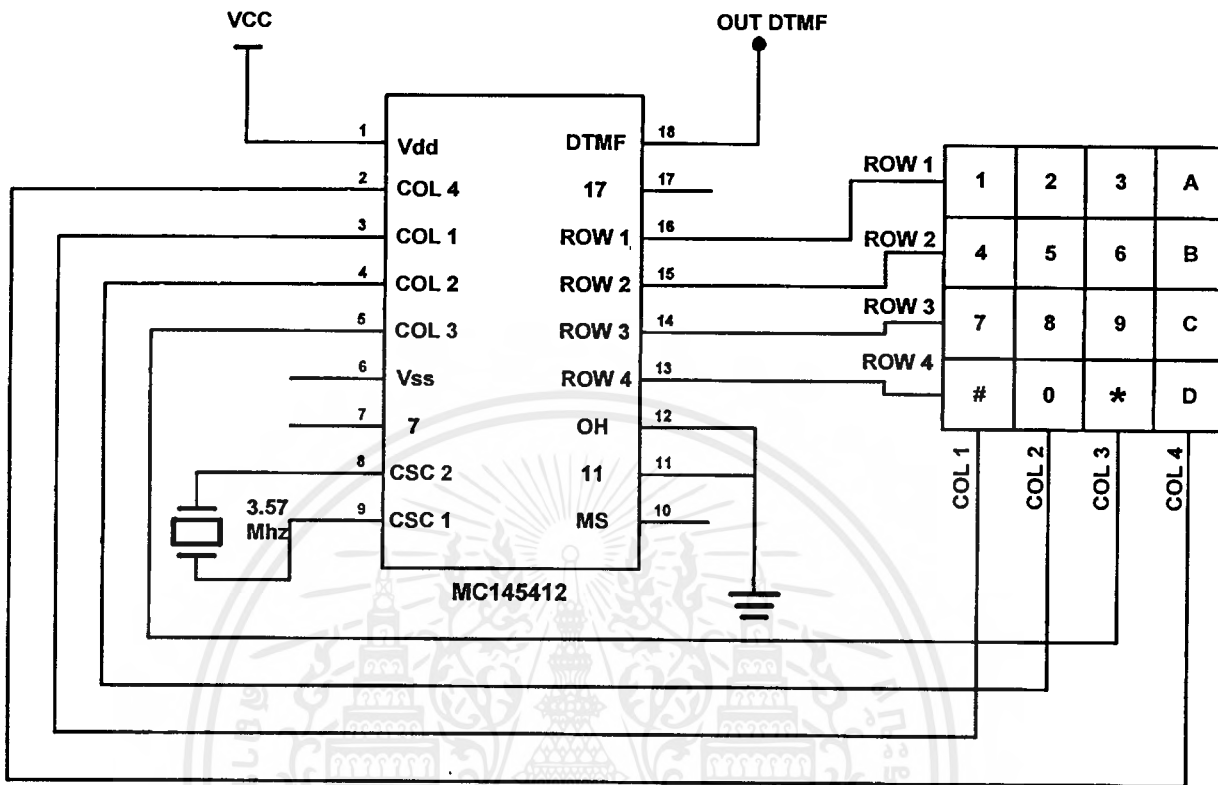 VCC
OUT DTMF
1 Vdd
2 COL 4
3 COL 1
4 COL 2
5 COL 3
6 Vss
7 7
8 CSC 2
9 CSC 1
DTMF 18
17 17
ROW 1 16
ROW 2 15
ROW 3 14
ROW 4 13
OH 12
11 11
MS 10
3.57
Mhz
MC145412
ROW 1
ROW 2
ROW 3
ROW 4
1 2 3 A
4 5 6 B
7 8 9 C
# 0 * D
COL 1
COL 2
COL 3
COL 4